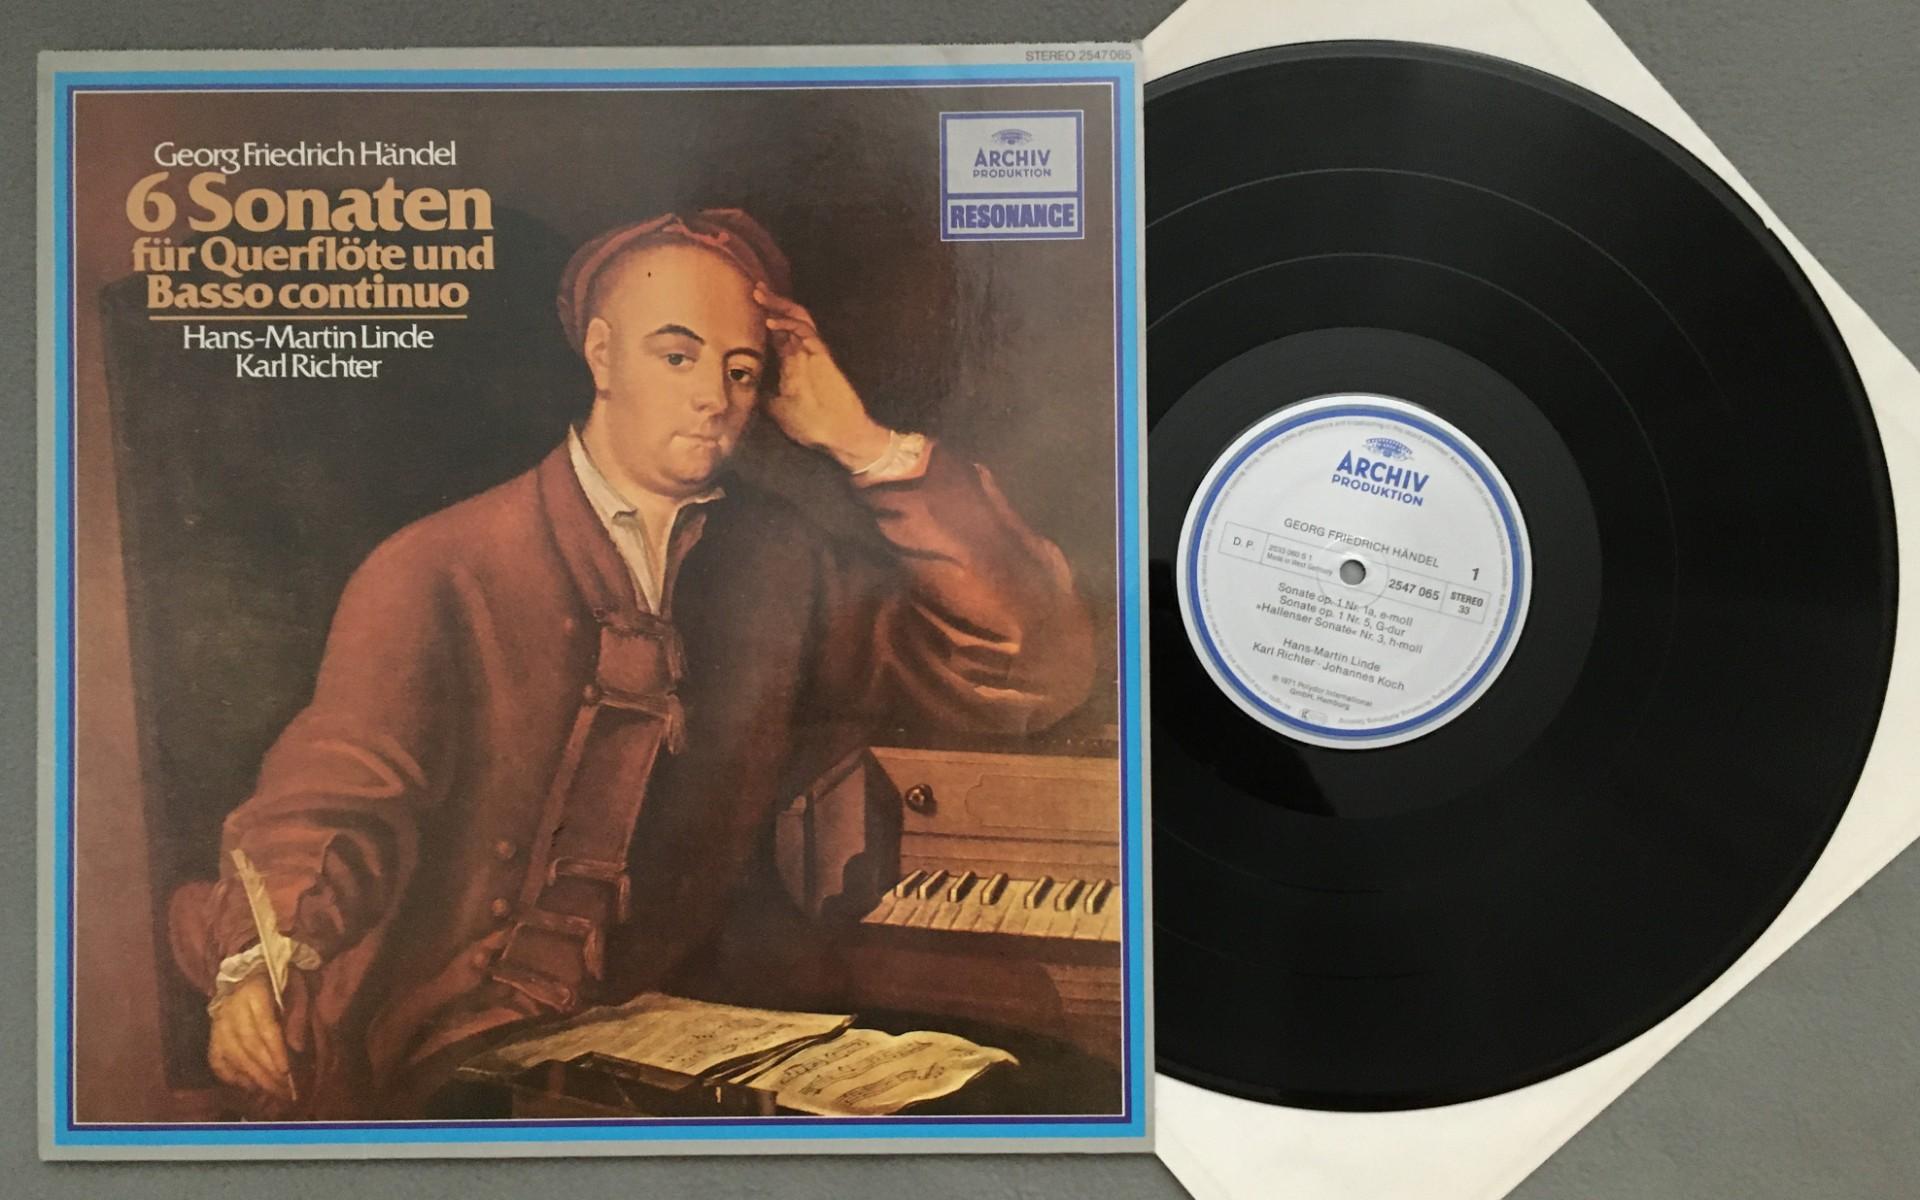 STEREO 2547 065
Georg Friedrich Händel
6 Sonaten
für Querflöte und
Basso continuo
Hans-Martin Linde
Karl Richter
ARCHIV
PRODUKTION
RESONANCE
ARCHIV
PRODUKTION
GEORG FRIEDRICH HÄNDEL
1
D. P.
2533 060 S 1
Made in West Germany
2547 065
STEREO
33
Sonate op. 1 Nr. 1a, e-moll
Sonate op. 1 Nr. 5, G-dur
»Hallenser Sonate« Nr. 3, h-moll
Hans-Martin Linde
Karl Richter · Johannes Koch
℗ 1971 Polydor International
GmbH, Hamburg